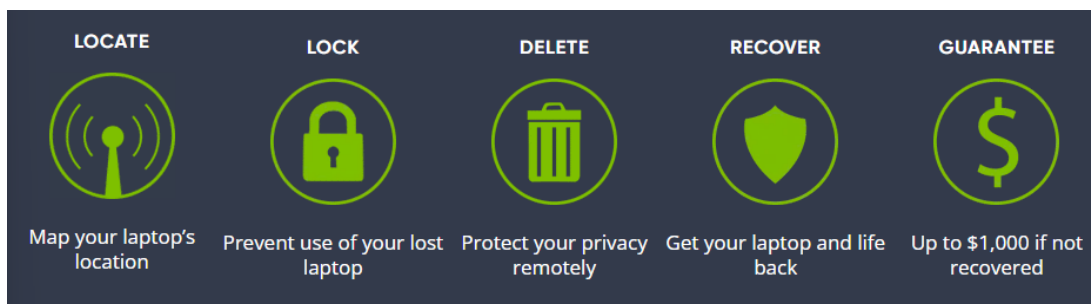 LOCATE
LOCK
DELETE
RECOVER
GUARANTEE
$
Map your laptop's
location
Prevent use of your lost
laptop
Protect your privacy
remotely
Get your laptop and life
back
Up to $1,000 if not
recovered